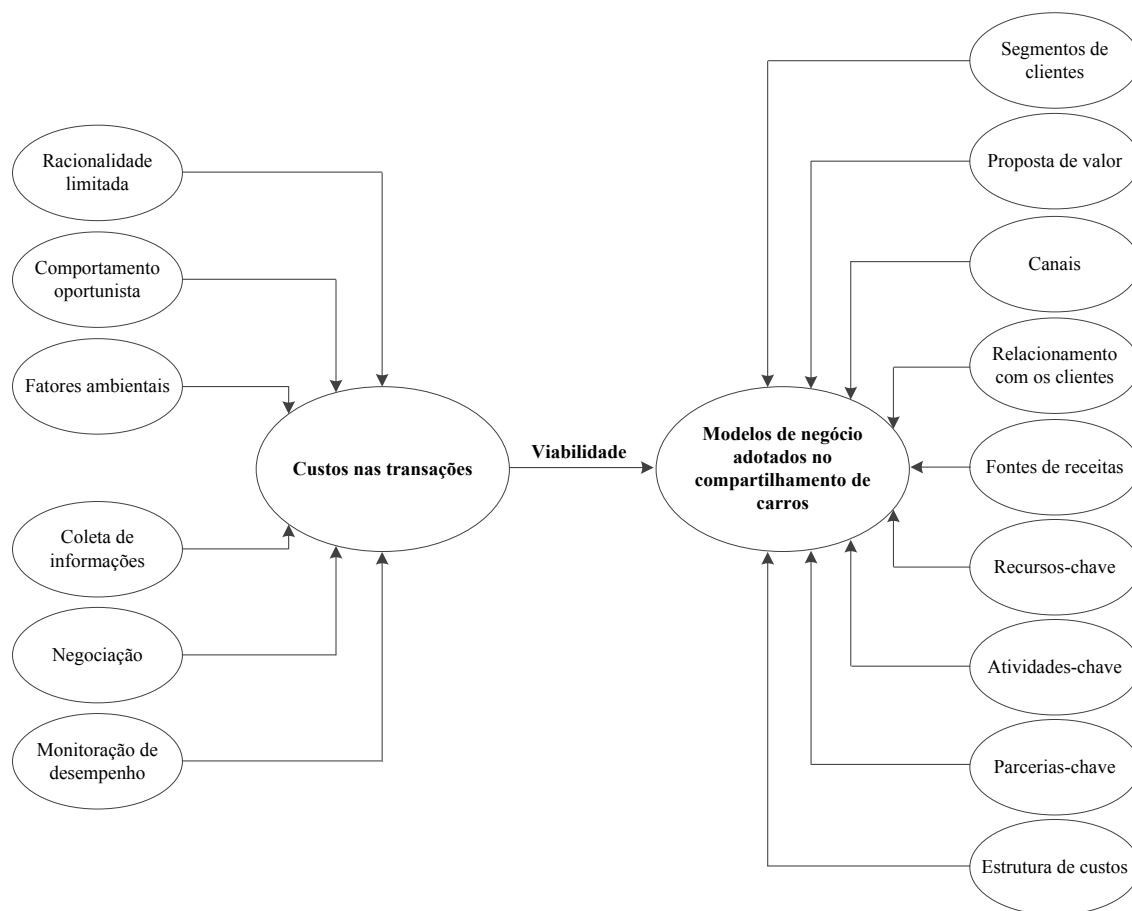 Racionalidade
limitada
Comportamento
oportunista
Fatores ambientais
Coleta de
informações
Negociação
Monitoração de
desempenho
Custos nas transações
Viabilidade
Modelos de negócio
adotados no
compartilhamento de
carros
Segmentos de
clientes
Proposta de valor
Canais
Relacionamento
com os clientes
Fontes de receitas
Recursos-chave
Atividades-chave
Parcerias-chave
Estrutura de custos